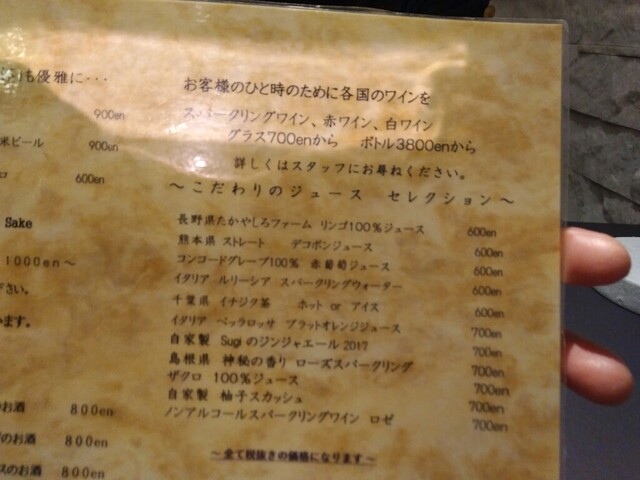 も優雅に・・・
900en
米ビール 900en
600en
Sake
1000en～
さい。
います。
のお酒 800en
のお酒 800en
スのお酒 800en
お客様のひと時のために各国のワインを
スパークリングワイン、赤ワイン、白ワイン
グラス700enから ボトル3800enから
詳しくはスタッフにお尋ねください。
～こだわりのジュース セレクション～
長野県たかやしろファーム リンゴ100%ジュース 600en
熊本県 ストレート デコポンジュース 600en
コンコードグレープ100% 赤葡萄ジュース 600en
イタリア ルリーシア スパークリングウォーター 600en
千葉県 イチジク茶 ホット or アイス 600en
イタリア ベッラロッサ ブラットオレンジジュース 700en
自家製 Sugiのジンジャエール2017 700en
島根県 神秘の香り ローズスパークリング 700en
ザクロ 100%ジュース 700en
自家製 柚子スカッシュ 700en
ノンアルコールスパークリングワイン ロゼ 700en
～全て税抜きの価格になります～